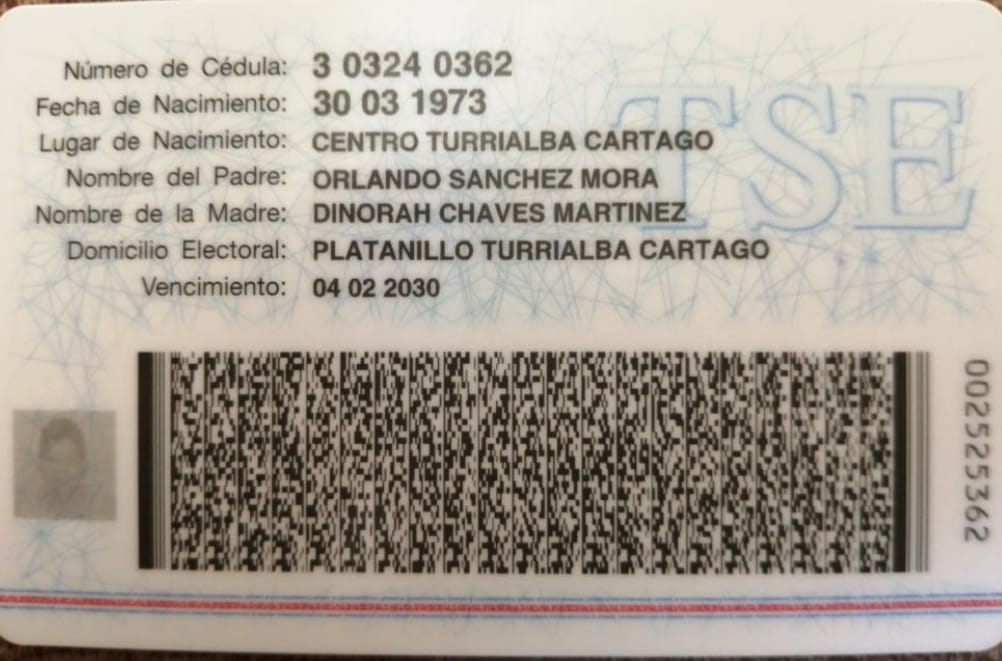 Número de Cédula: 3 0324 0362
Fecha de Nacimiento: 30 03 1973
Lugar de Nacimiento: CENTRO TURRIALBA CARTAGO
Nombre del Padre: ORLANDO SANCHEZ MORA
Nombre de la Madre: DINORAH CHAVES MARTINEZ
Domicilio Electoral: PLATANILLO TURRIALBA CARTAGO
Vencimiento: 04 02 2030
TSE
002525362